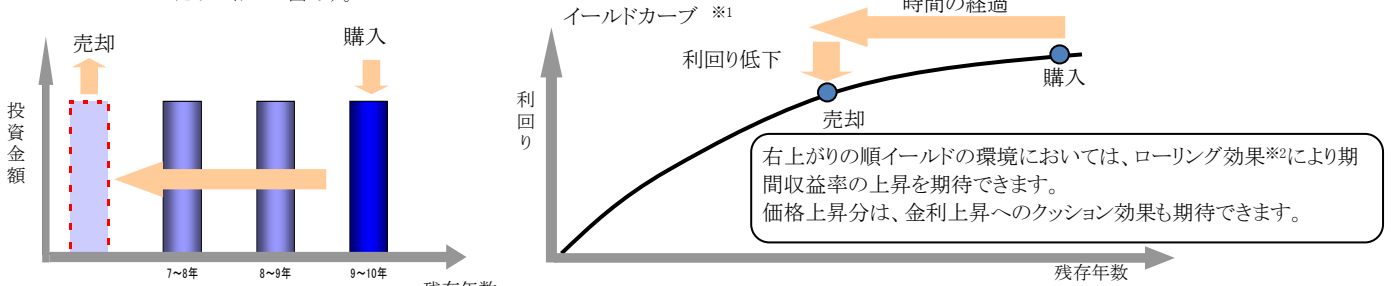 売却
購入
投資金額
7～8年
8～9年
9～10年
イールドカーブ ※1
時間の経過
利回り低下
購入
売却
利回り
右上がりの順イールドの環境においては、ローリング効果※2により期
間収益率の上昇を期待できます。
価格上昇分は、金利上昇へのクッション効果も期待できます。
残存年数
残存年数